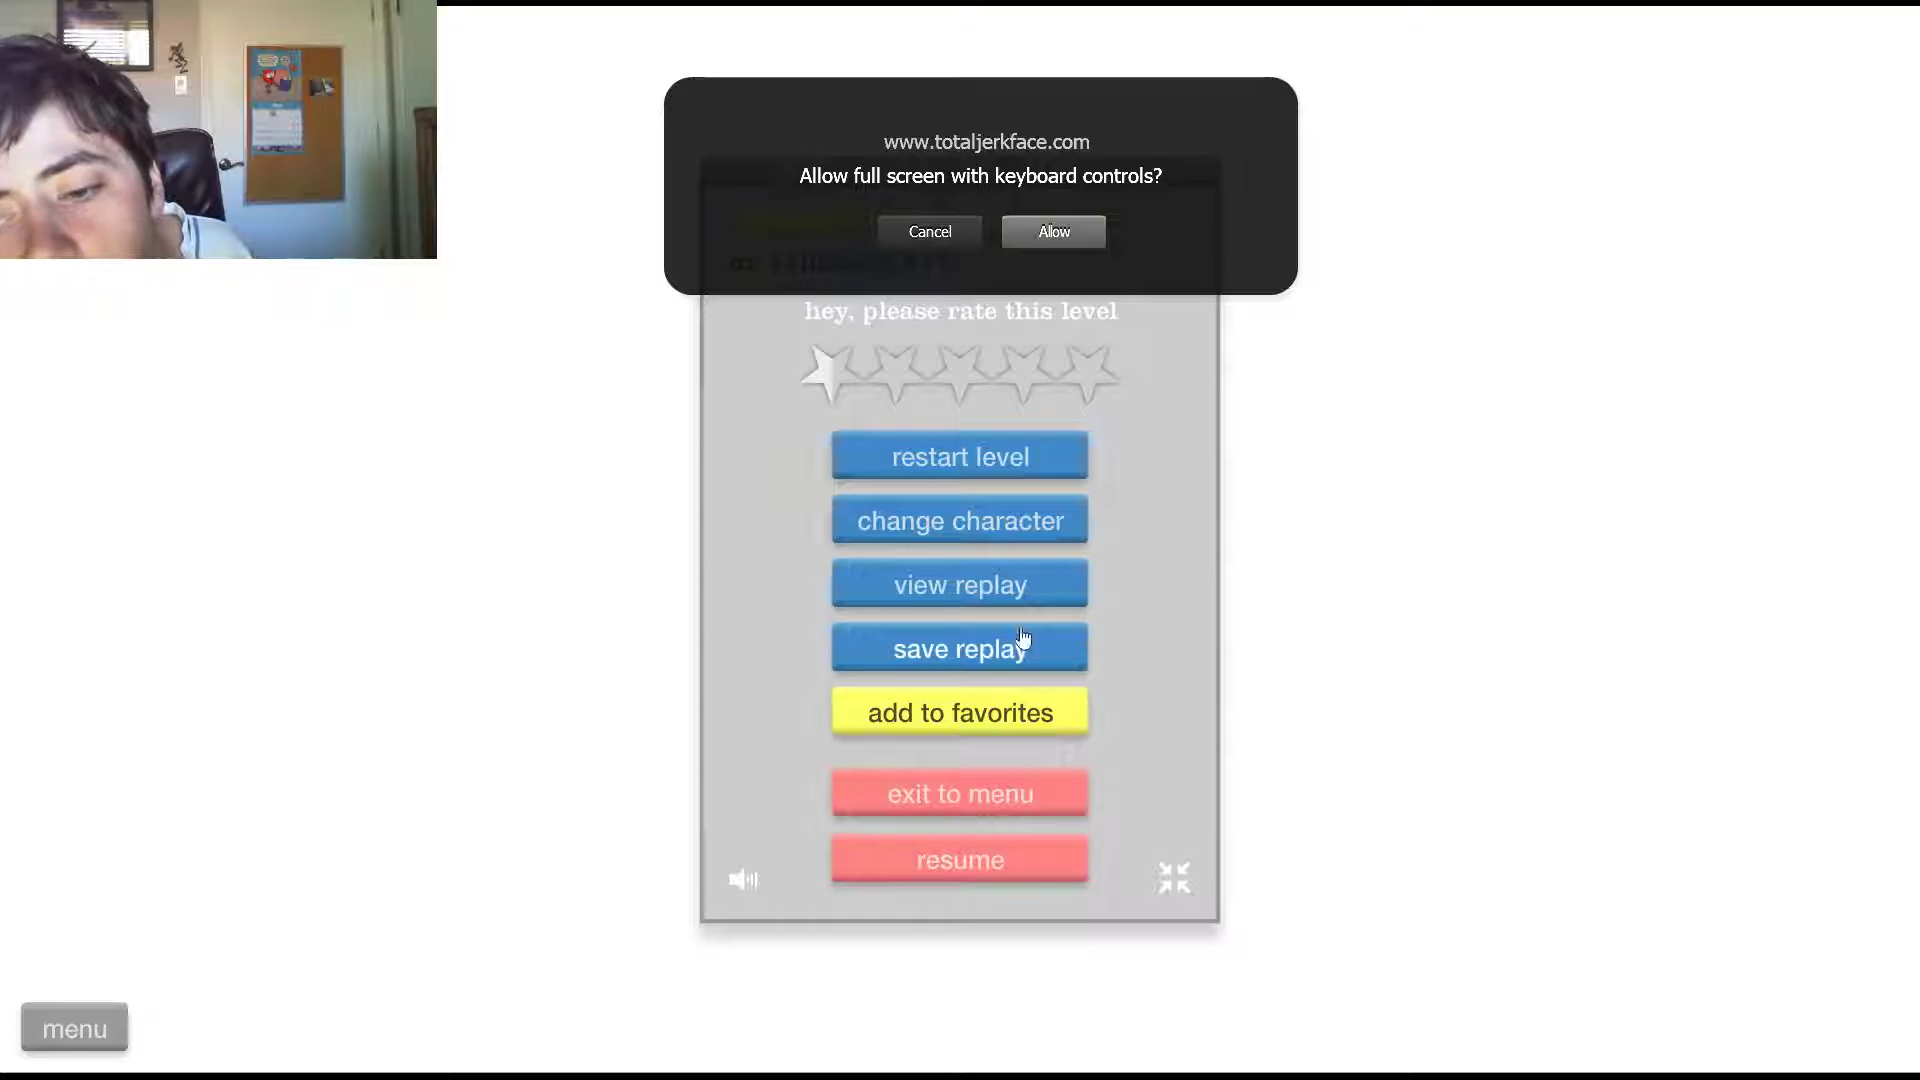 www.totaljerkface.com
Allow full screen with keyboard controls?
Cancel
Allow
hey, please rate this level
restart level
change character
view replay
save replay
add to favorites
exit to menu
resume
menu